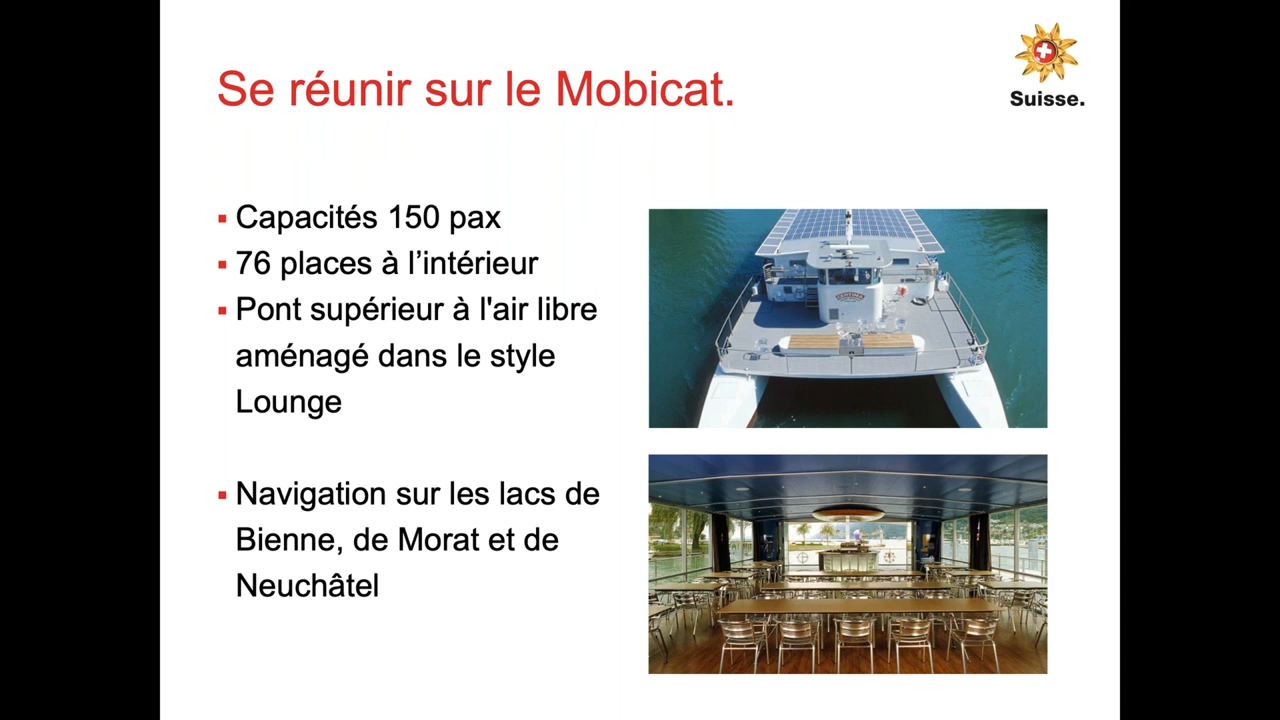 Se réunir sur le Mobicat.
Suisse.
▪ Capacités 150 pax
▪ 76 places à l’intérieur
▪ Pont supérieur à l'air libre
aménagé dans le style
Lounge
▪ Navigation sur les lacs de
Bienne, de Morat et de
Neuchâtel